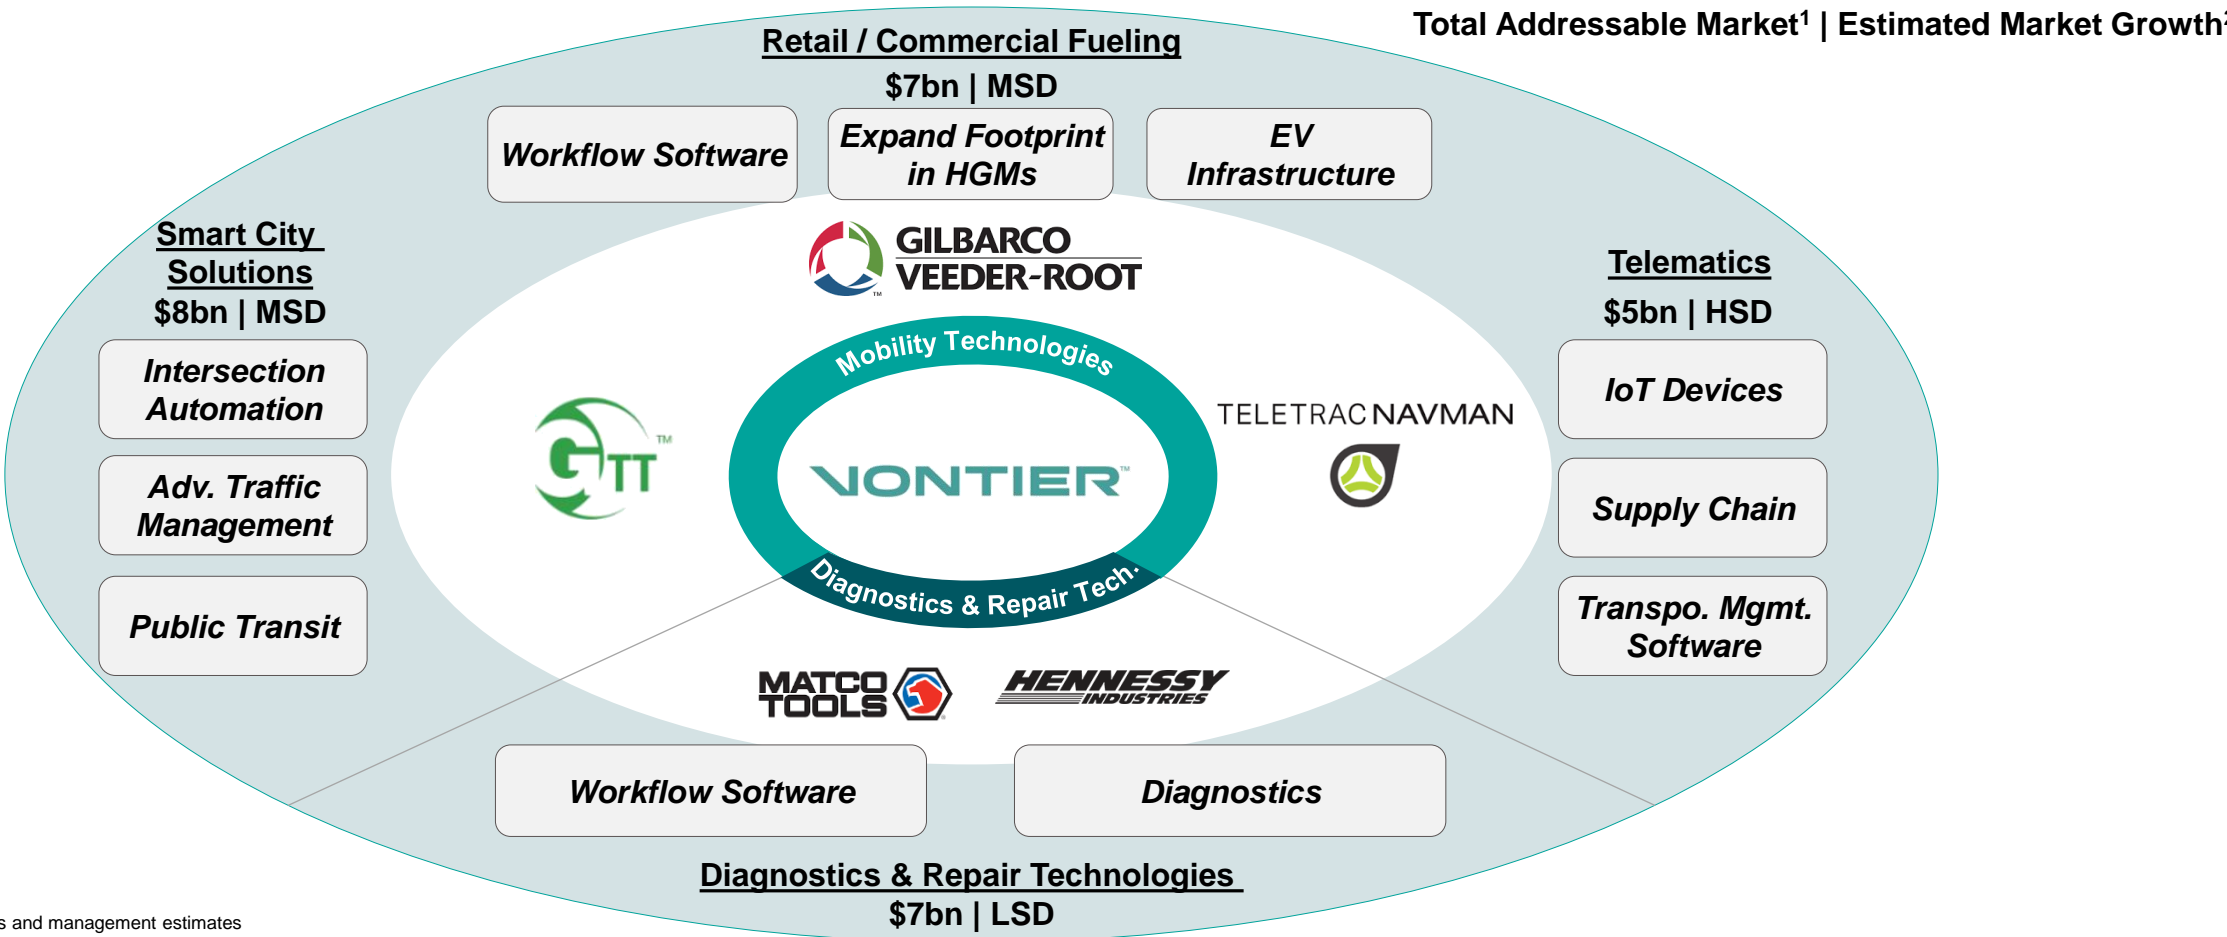 Total Addressable Market¹ | Estimated Market Growth
Retail / Commercial Fueling
$7bn | MSD
Workflow Software
Expand Footprint
in HGMs
EV
Infrastructure
Smart City
Solutions
$8bn | MSD
Intersection
Automation
Adv. Traffic
Management
Public Transit
GILBARCO
VEEDER-ROOT
™
GTT™
Mobility Technologies
VONTIER™
Diagnostics & Repair Tech.
TELETRAC NAVMAN
Telematics
$5bn | HSD
IoT Devices
Supply Chain
Transpo. Mgmt.
Software
MATCO
TOOLS
HENNESSY
INDUSTRIES
Workflow Software
Diagnostics
Diagnostics & Repair Technologies
$7bn | LSD
and management estimates